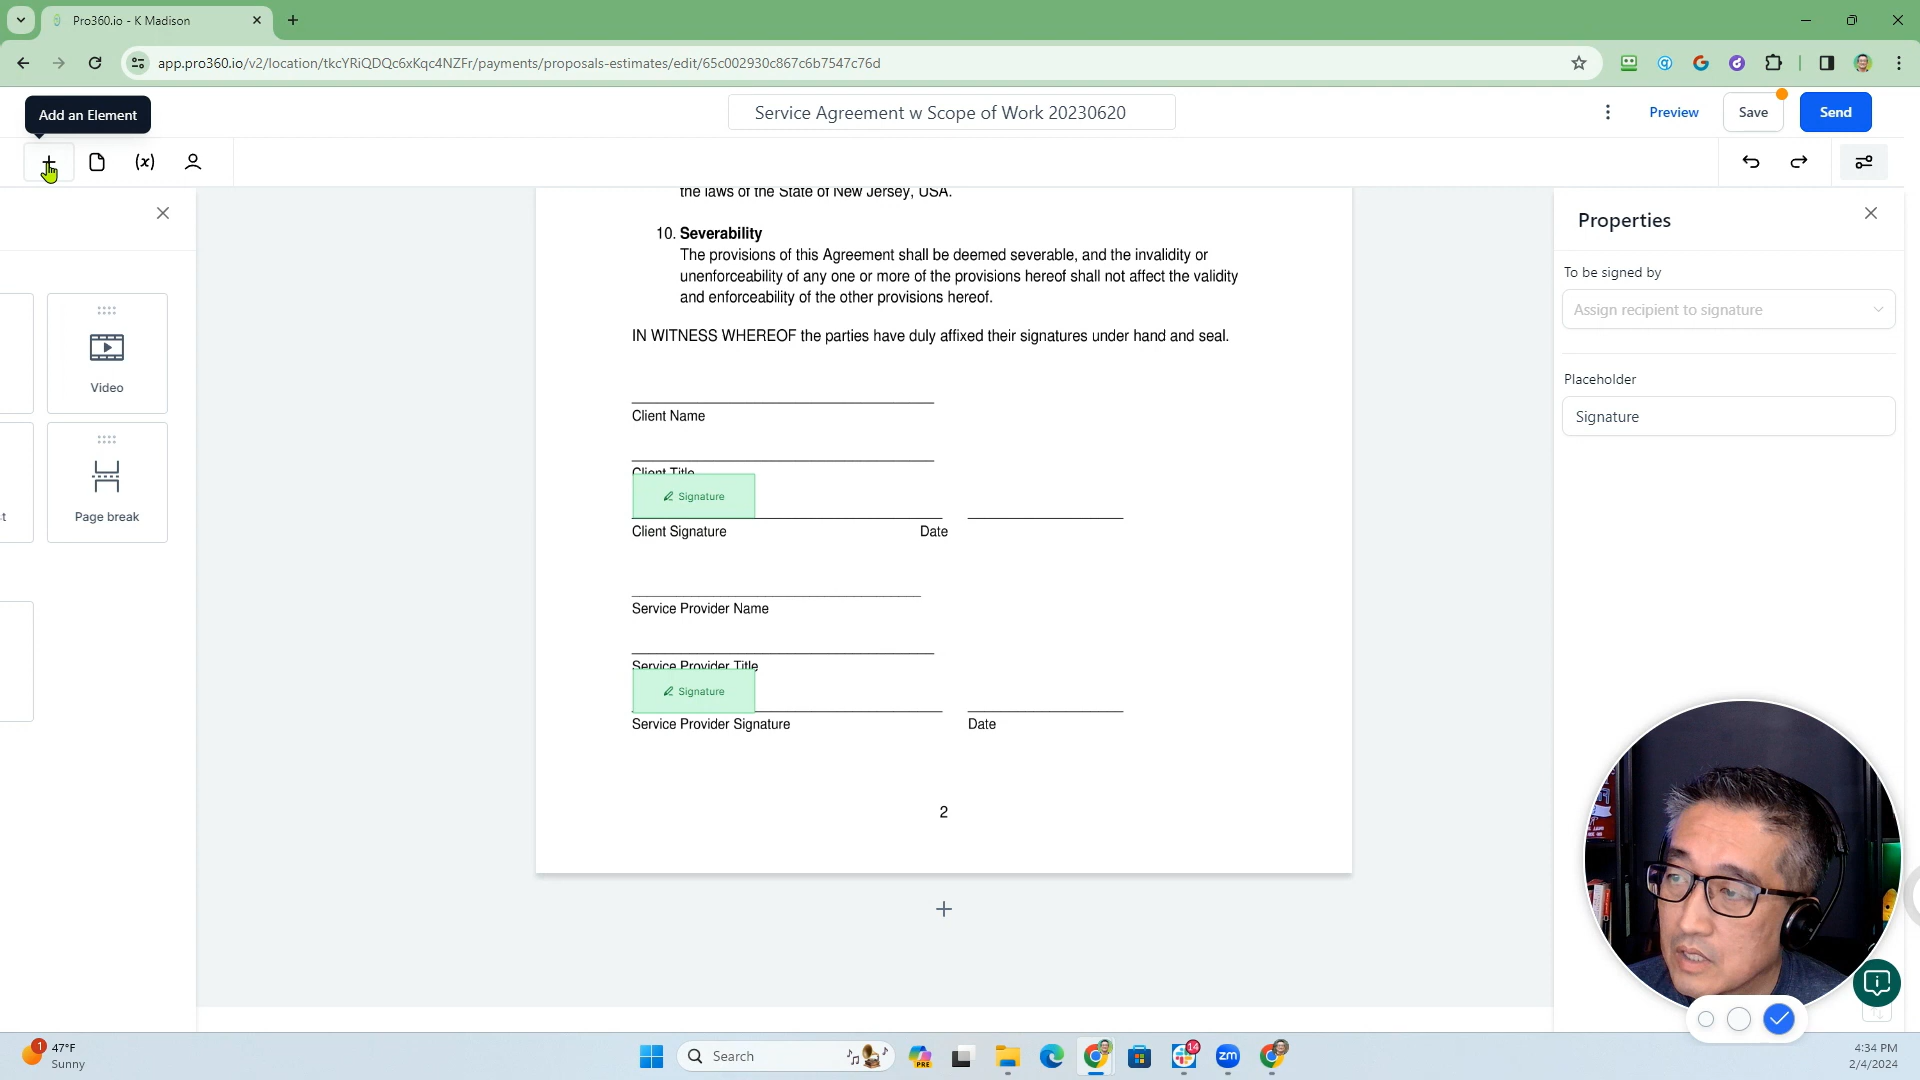 Pro360.io - K Madison
app.pro360.io/v2/location/tkcYRiQDQc6xKqc4NZFr/payments/proposals-estimates/edit/65c002930c867c6b7547c76d
Add an Element
Service Agreement w Scope of Work 20230620
Preview
Save
Send
(x)
the laws of the State of New Jersey, USA.
10. Severability
The provisions of this Agreement shall be deemed severable, and the invalidity or
unenforceability of any one or more of the provisions hereof shall not affect the validity
and enforceability of the other provisions hereof.
IN WITNESS WHEREOF the parties have duly affixed their signatures under hand and seal.
Client Name
Client Title
Signature
Client Signature
Date
Service Provider Name
Service Provider Title
Signature
Service Provider Signature
Date
2
Video
t
Page break
Properties
To be signed by
Assign recipient to signature
Placeholder
Signature
1
47°F
Sunny
Search
PRE
14
zm
4:34 PM
2/4/2024